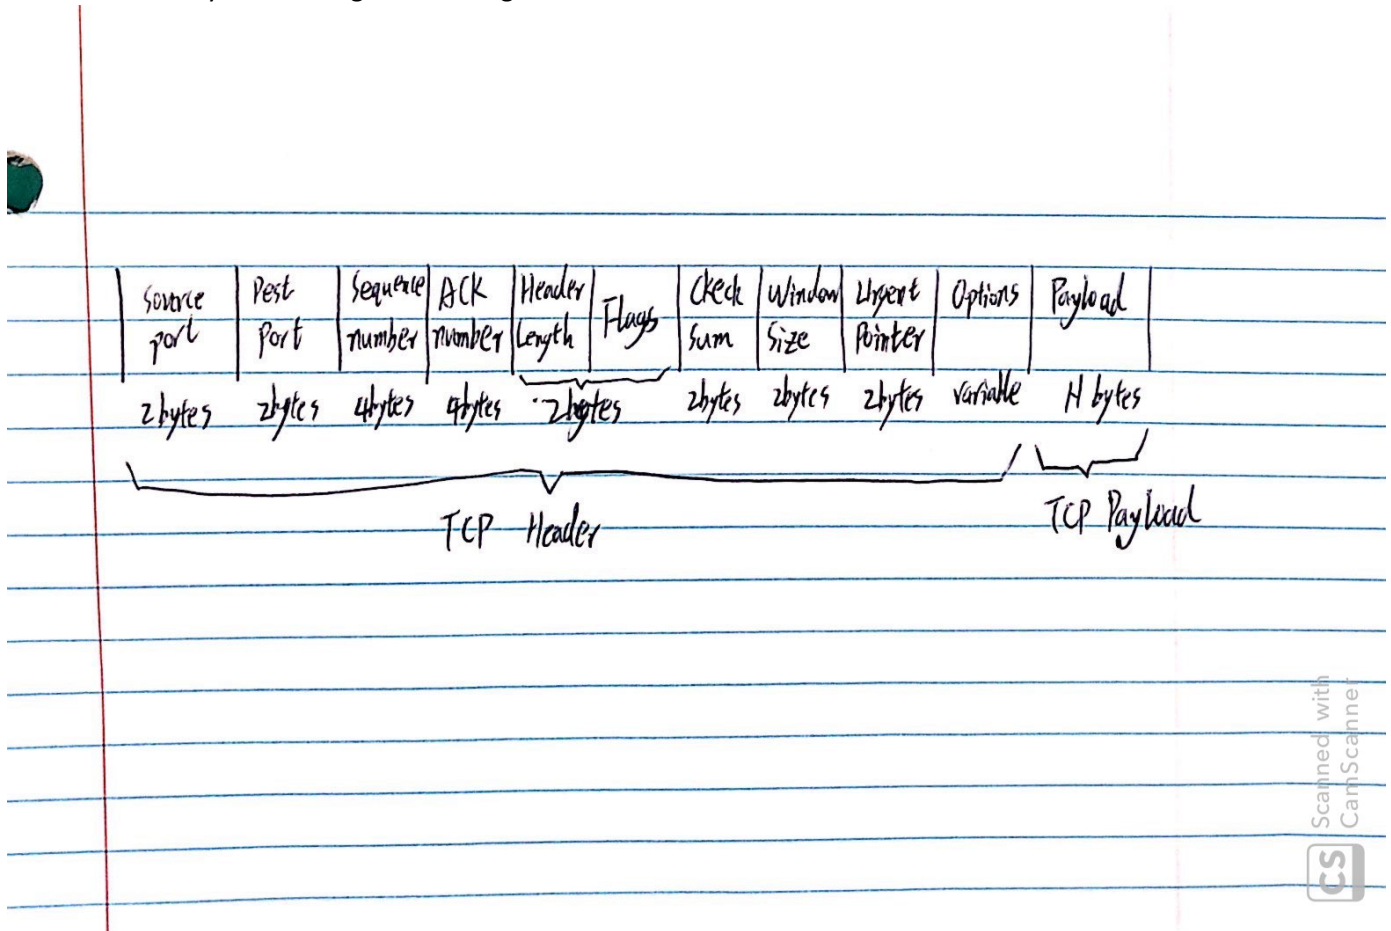 Source Dest Sequence ACK Header Flags Check Window Urgent Options Payload
port Port number number Length Sum Size Pointer
2bytes 2bytes 4bytes 4bytes 2bytes 2bytes 2bytes 2bytes variable H bytes
TCP Header TCP Payload
Scanned with
CamScanner
CS